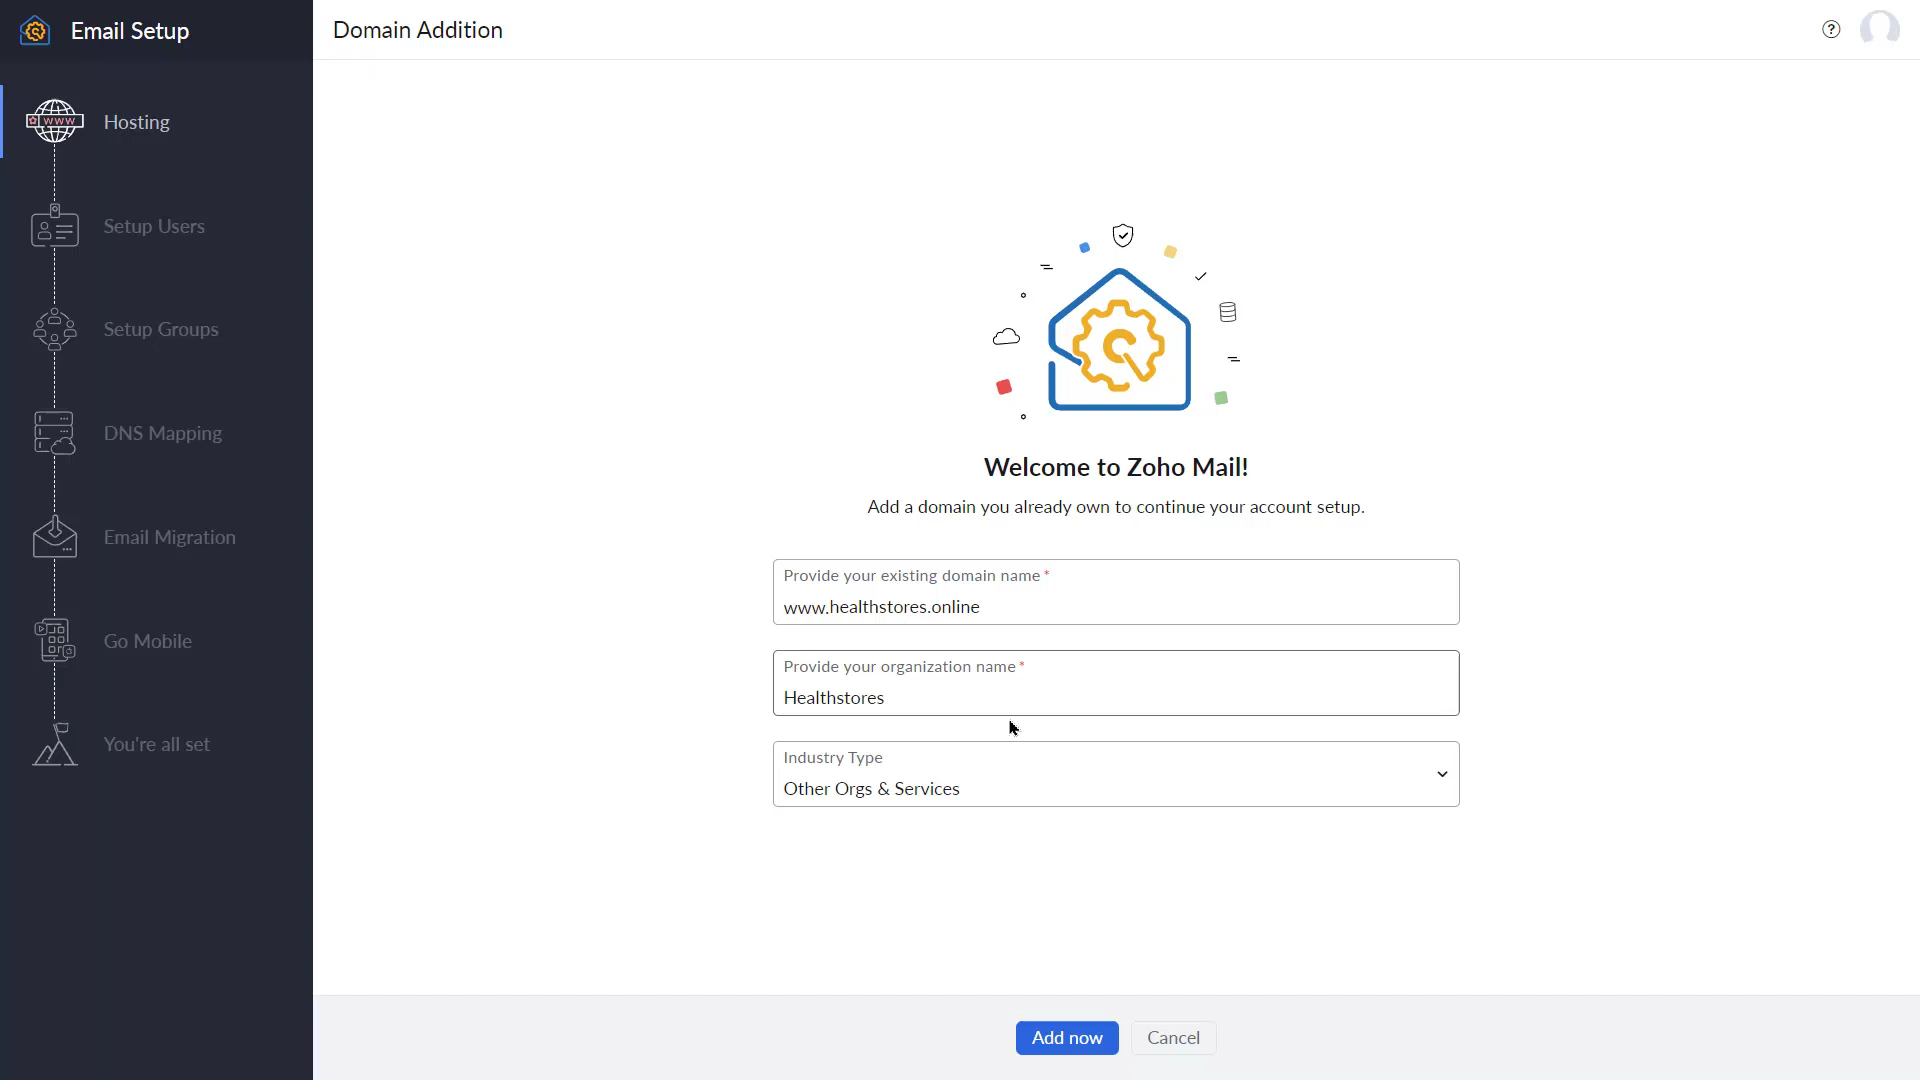 Email Setup
Domain Addition
www
Hosting
Setup Users
Setup Groups
DNS Mapping
Email Migration
Go Mobile
You're all set
Welcome to Zoho Mail!
Add a domain you already own to continue your account setup.
Provide your existing domain name *
www.healthstores.online
Provide your organization name *
Healthstores
Industry Type
Other Orgs & Services
Add now
Cancel